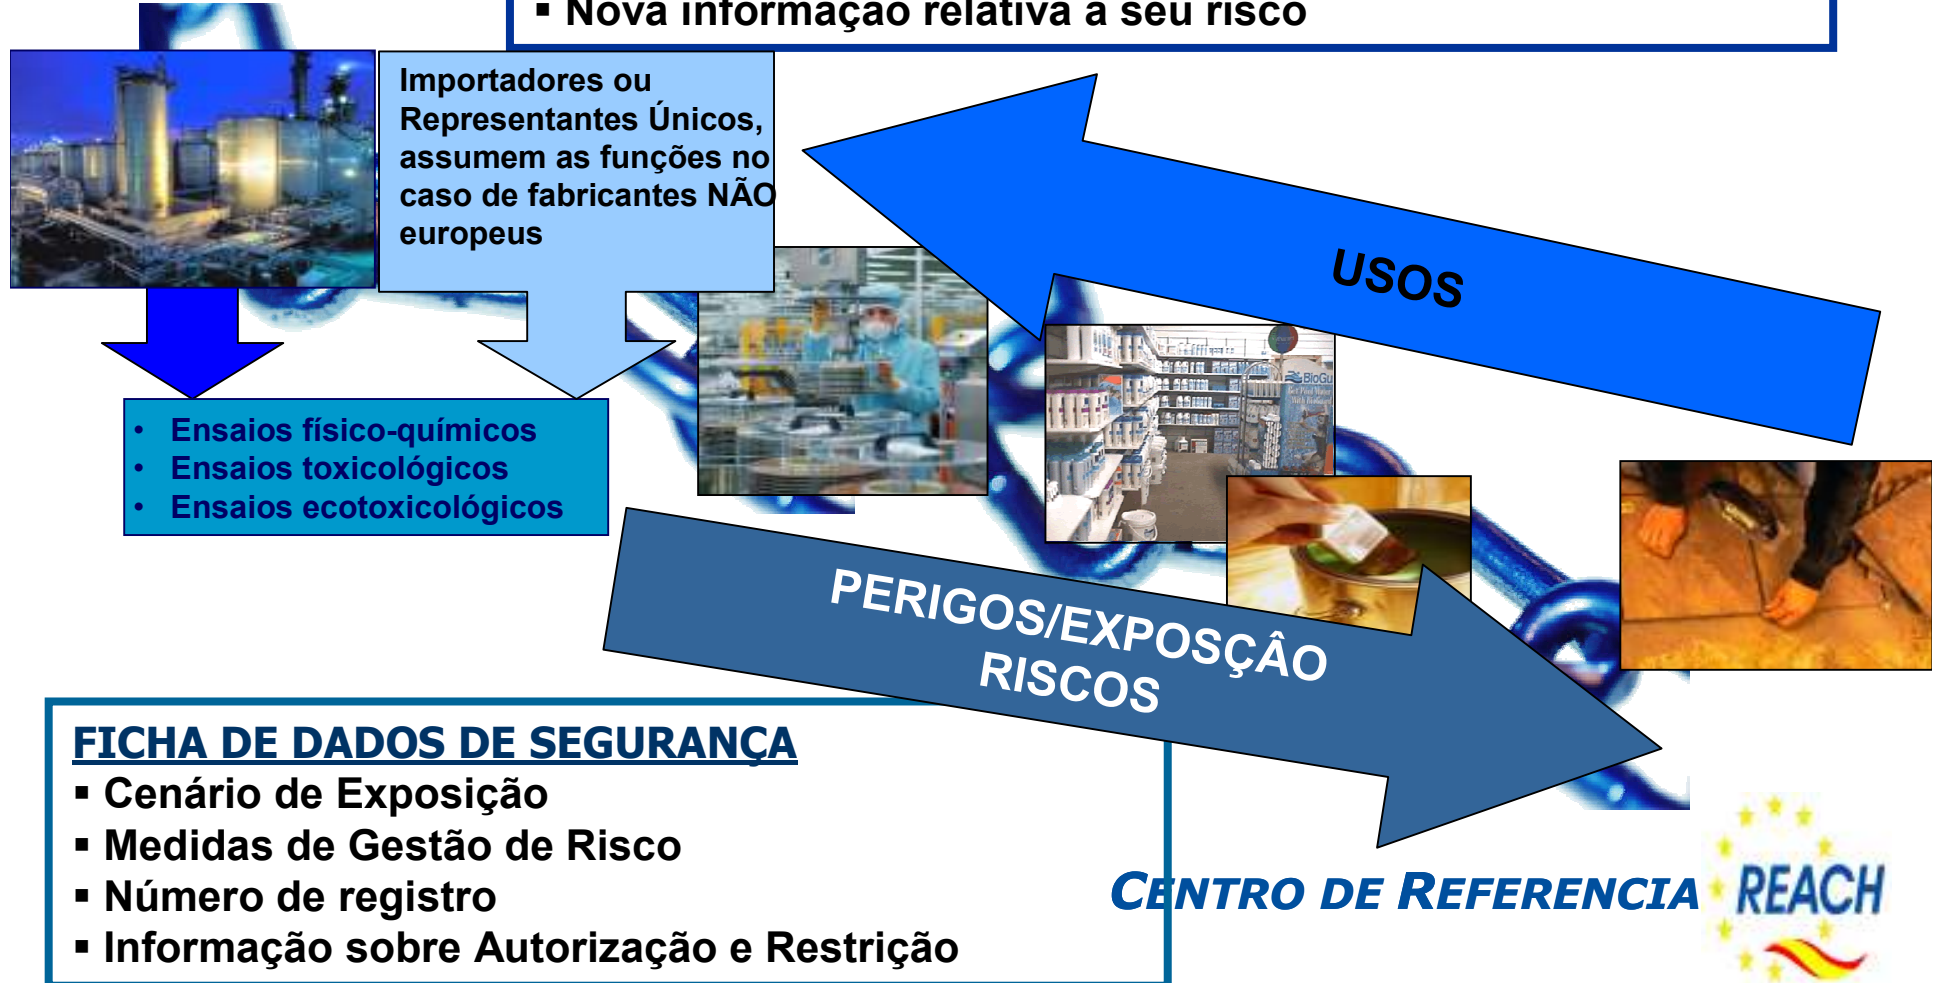 ▪ Nova informação relativa a seu risco
Importadores ou
Representantes Únicos,
assumem as funções no
caso de fabricantes NÃO
europeus
USOS
BioGu
• Ensaios físico-químicos
• Ensaios toxicológicos
• Ensaios ecotoxicológicos
PERIGOS/EXPOSÇÂO
RISCOS
FICHA DE DADOS DE SEGURANÇA
▪ Cenário de Exposição
▪ Medidas de Gestão de Risco
▪ Número de registro
▪ Informação sobre Autorização e Restrição
CENTRO DE REFERENCIA
REACH